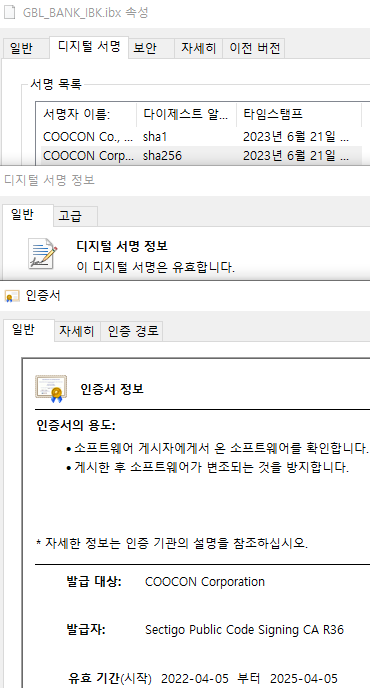 GBL_BANK_IBK.ibx 속성
일반 디지털 서명 보안 자세히 이전 버전
서명 목록
서명자 이름: 다이제스트 알... 타임스탬프
COOCON Co., ... sha1 2023년 6월 21일 ...
COOCON Corp... sha256 2023년 6월 21일 ...
디지털 서명 정보
일반 고급
디지털 서명 정보
이 디지털 서명은 유효합니다.
인증서
일반 자세히 인증 경로
인증서 정보
인증서의 용도:
• 소프트웨어 게시자에게서 온 소프트웨어를 확인합니다.
• 게시한 후 소프트웨어가 변조되는 것을 방지합니다.
* 자세한 정보는 인증 기관의 설명을 참조하십시오.
발급 대상: COOCON Corporation
발급자: Sectigo Public Code Signing CA R36
유효 기간(시작) 2022-04-05 부터 2025-04-05